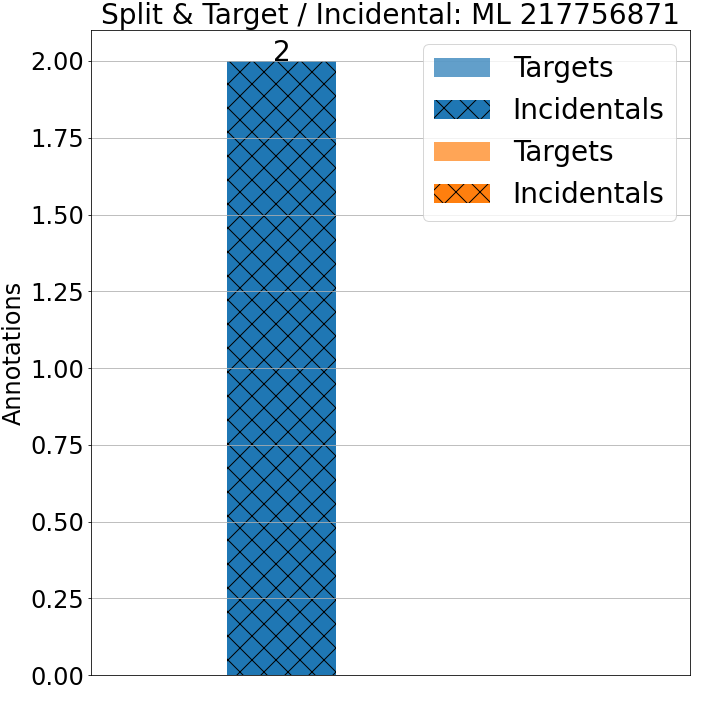 Split & Target / Incidental: ML 217756871
2
Targets
Incidentals
Targets
Incidentals
Annotations
2.00
1.75
1.50
1.25
1.00
0.75
0.50
0.25
0.00